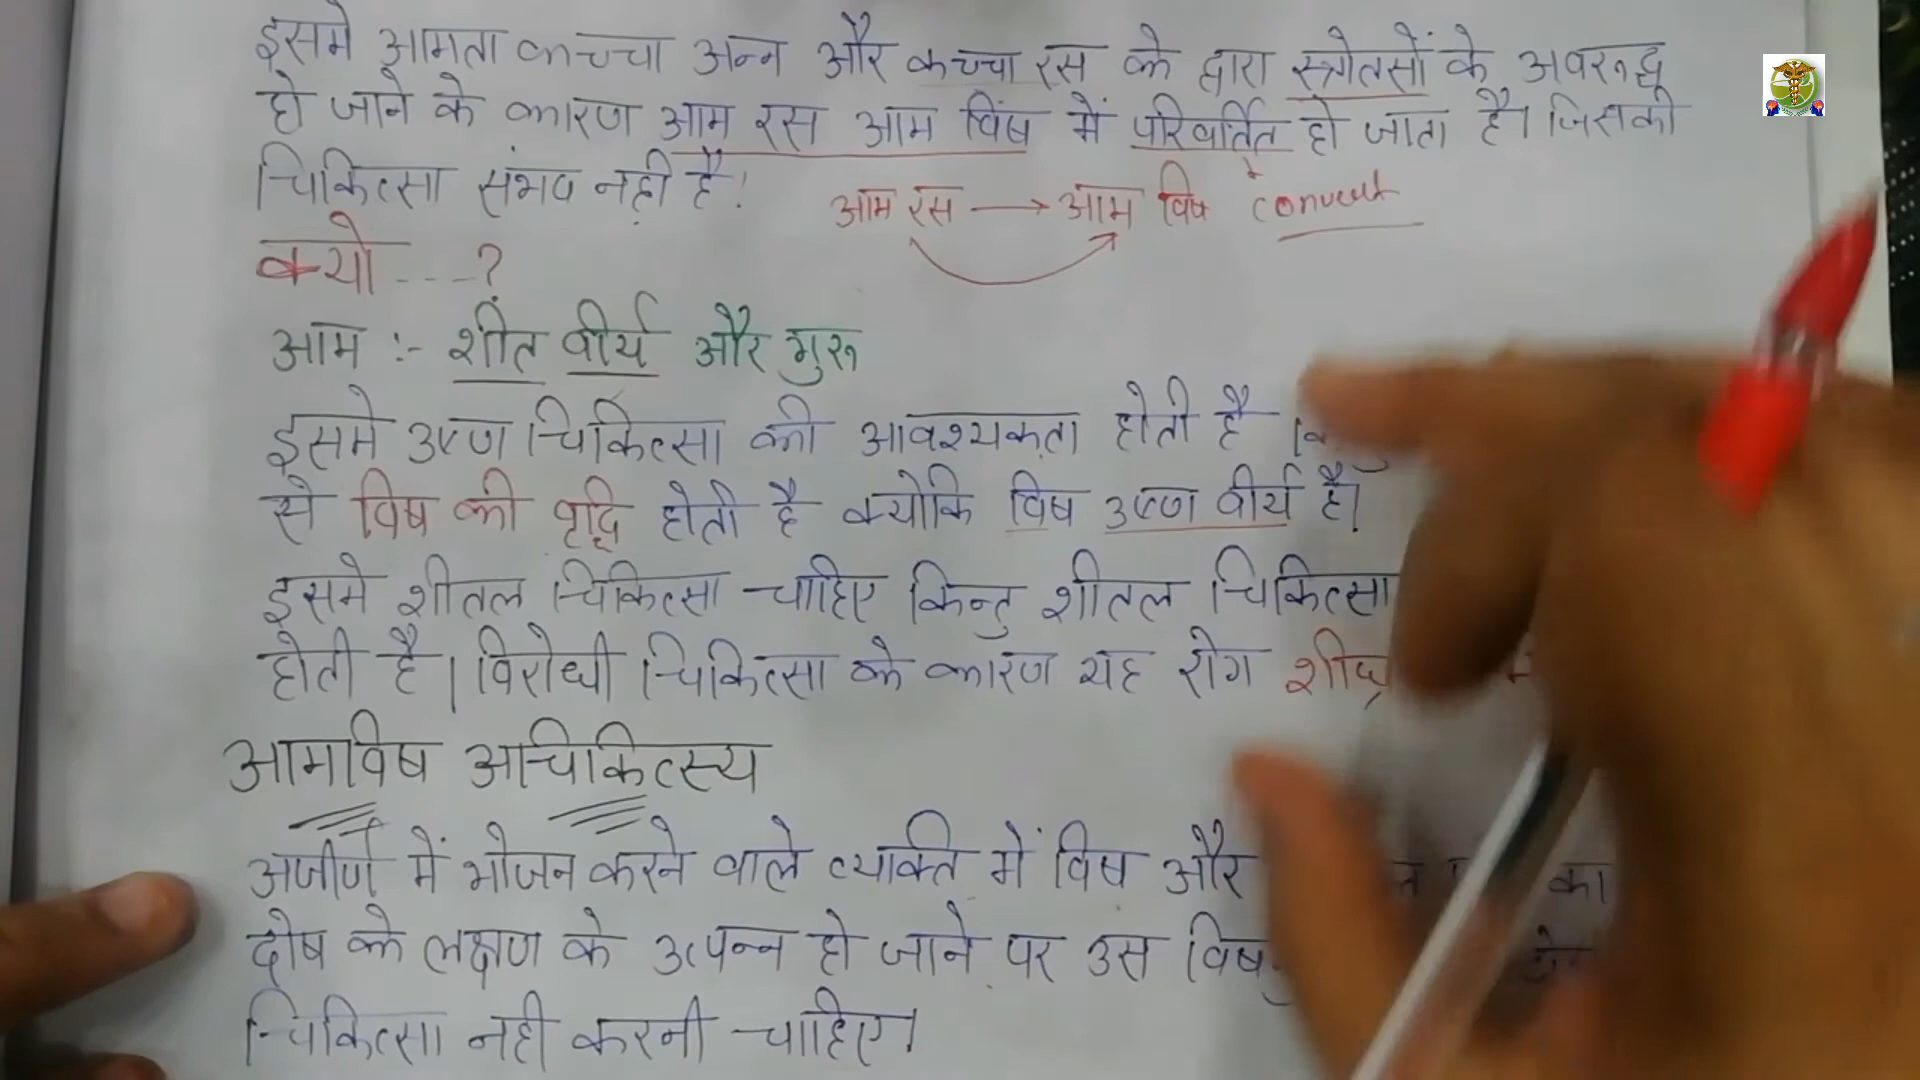 इसमे आमता कच्चा अन्न और कच्चा रस के द्वारा स्त्रोतसों के अवरुद्ध
हो जाने के कारण आम रस आम विष में परिवर्तित हो जाता है। जिसकी
चिकित्सा संभव नही है!
आम रस → आम विष convert
क्यो ---?
आम :- शीत वीर्य और गुरु
इसमे उष्ण चिकित्सा की आवश्यकता होती है
से विष की वृद्धि होती है क्योकि विष उष्ण वीर्य है।
इसमे शीतल चिकित्सा चाहिए किन्तु शीतल चिकित्सा
होती है। विरोधी चिकित्सा के कारण यह रोग शीघ्र
आमविष अचिकित्स्य
अजीर्ण में भोजन करने वाले व्यक्ति में विष और का
दोष के लक्षण के उत्पन्न हो जाने पर उस
चिकित्सा नही करनी चाहिए।